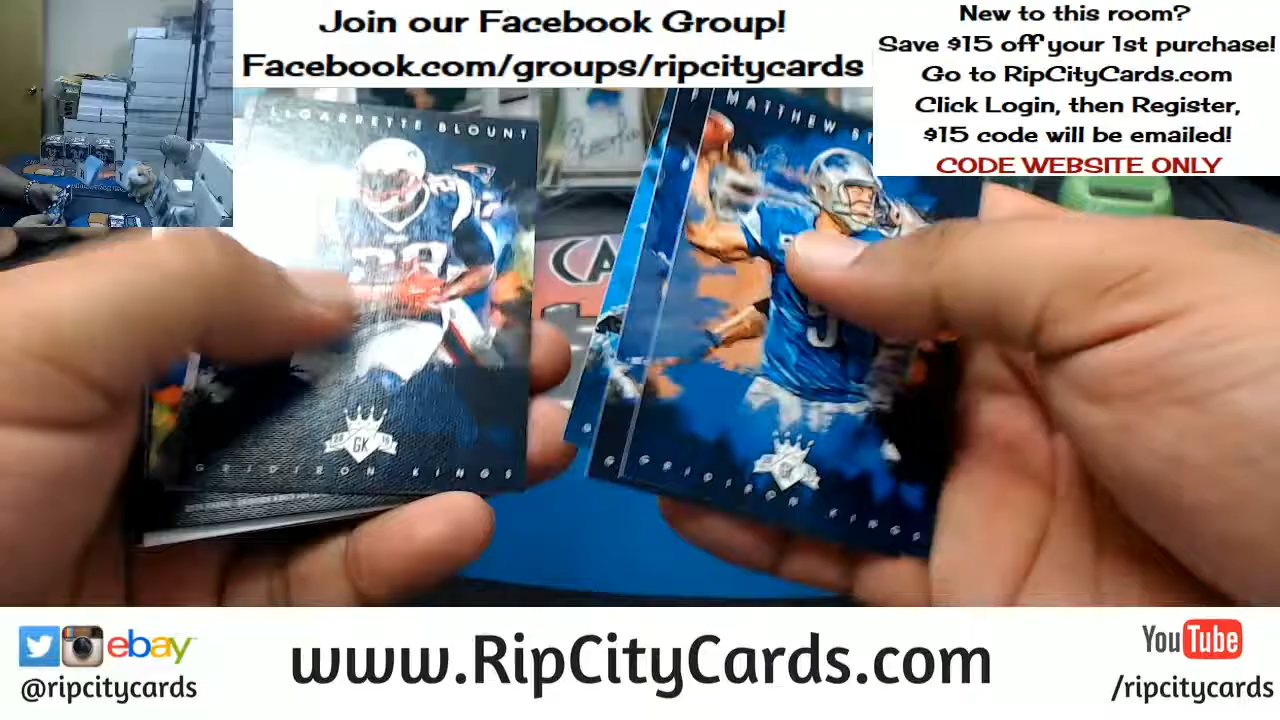 Join our Facebook Group!
Facebook.com/groups/ripcitycards
New to this room?
Save $15 off your 1st purchase!
Go to RipCityCards.com
Click Login, then Register,
$15 code will be emailed!
CODE WEBSITE ONLY
LEGARRETTE BLOUNT
MATTHEW ST
GK
GRIDIRON KINGS
GRIDIRON KINGS
ebay
@ripcitycards
www.RipCityCards.com
YouTube
/ripcitycards